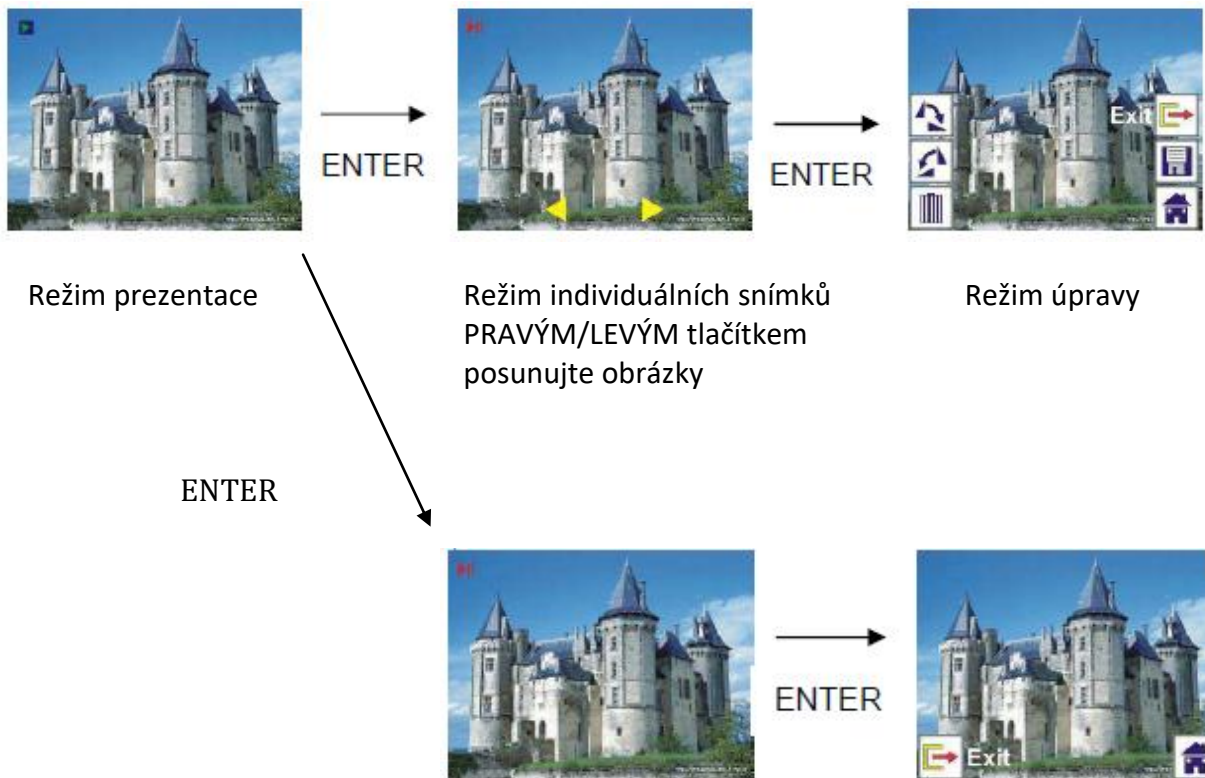 ENTER
ENTER
Exit
Režim prezentace
Režim individuálních snímků
PRAVÝM/LEVÝM tlačítkem
posunujte obrázky
Režim úpravy
ENTER
ENTER
Exit